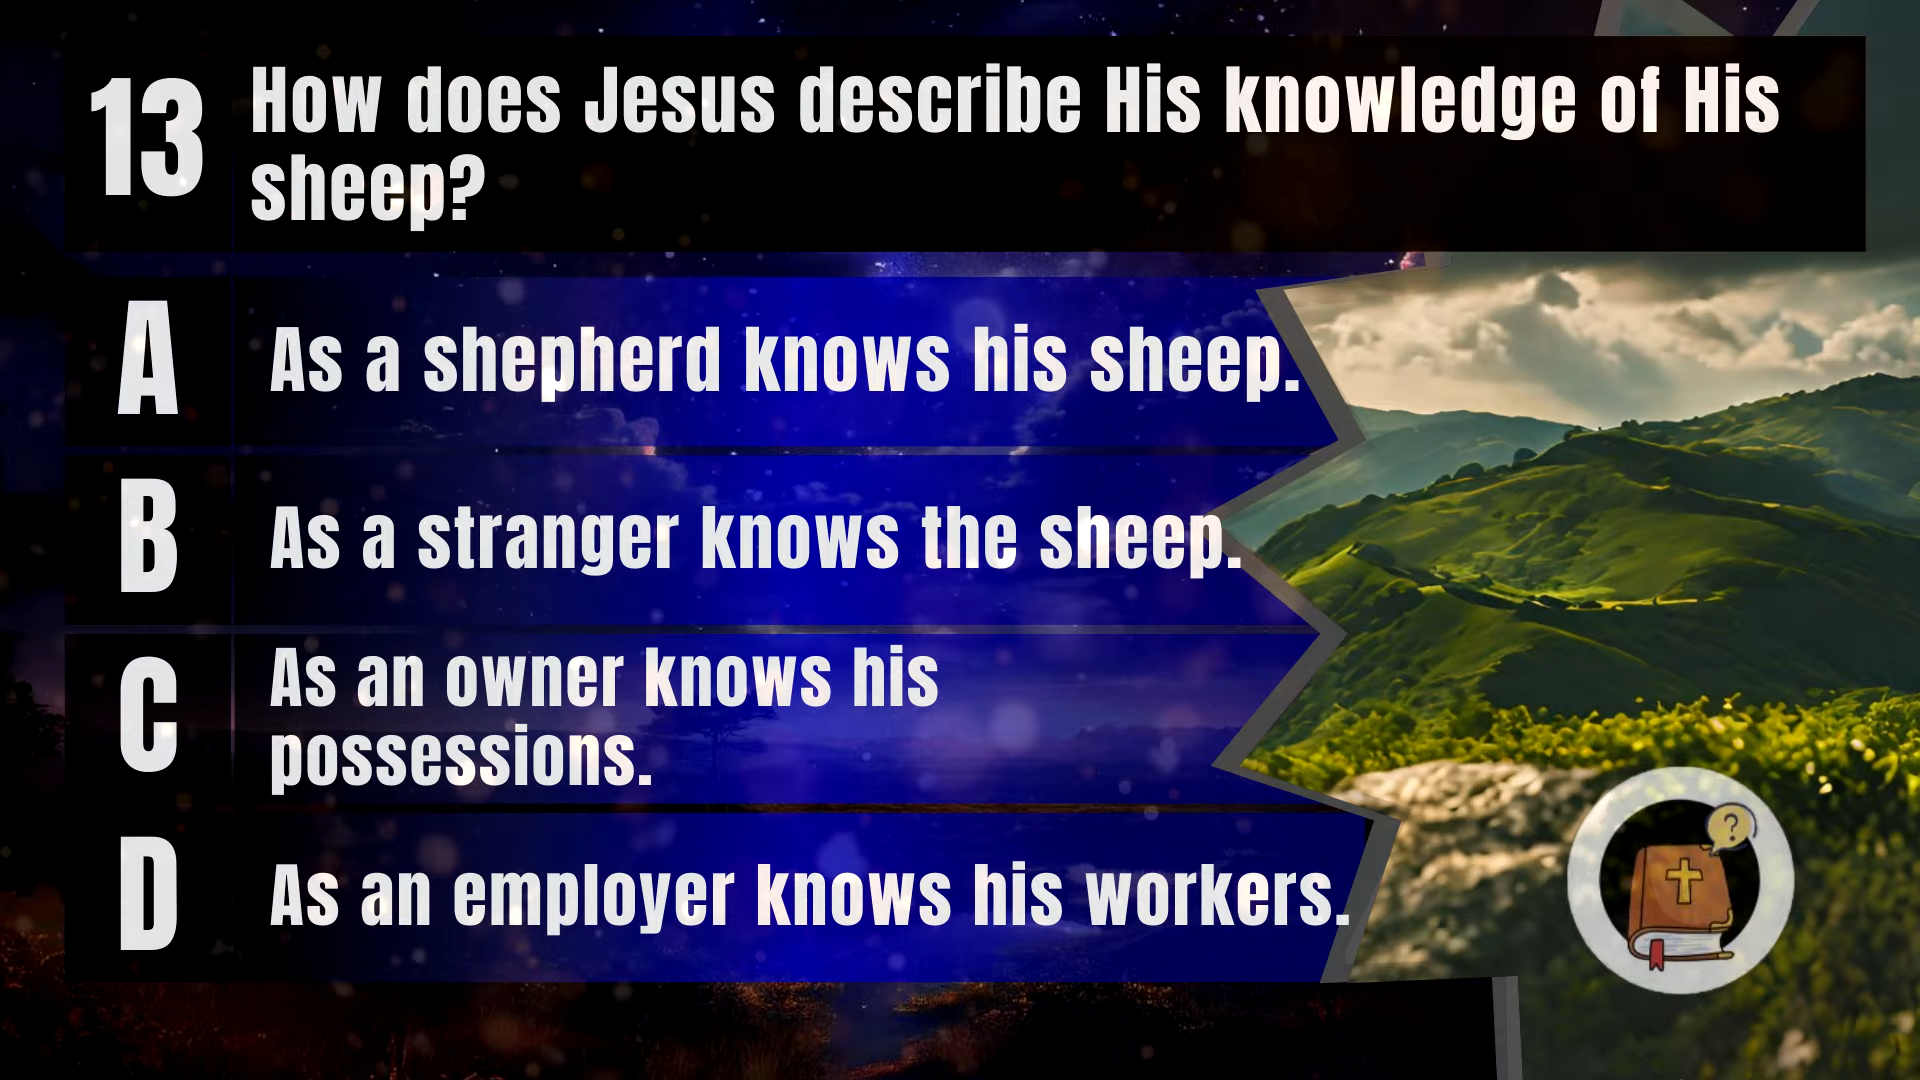 13
How does Jesus describe His knowledge of His
sheep?
A
As a shepherd knows his sheep.
B
As a stranger knows the sheep.
C
As an owner knows his
possessions.
D
As an employer knows his workers.
?